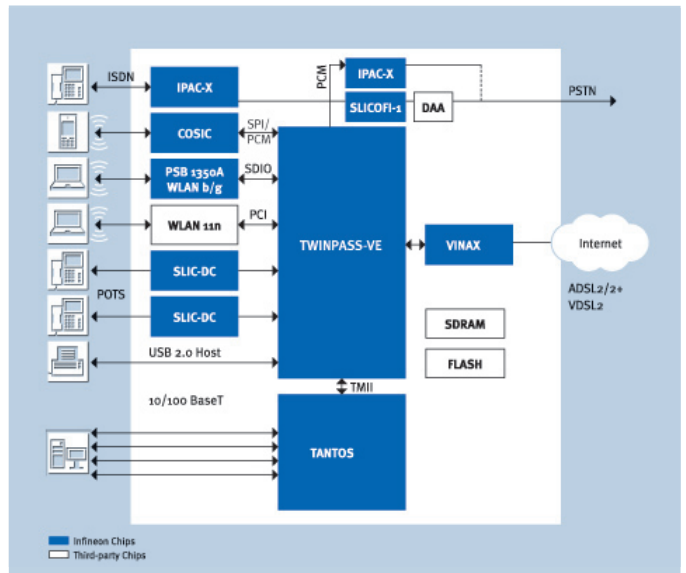 ISDN
IPAC-X
PCM
IPAC-X
SLICOFI-1
DAA
PSTN
COSIC
SPI/
PCM
PSB 1350A
WLAN b/g
SDIO
WLAN 11n
PCI
TWINPASS-VE
VINAX
Internet
SLIC-DC
POTS
SLIC-DC
ADSL2/2+
VDSL2
SDRAM
FLASH
USB 2.0 Host
TMII
10/100 BaseT
TANTOS
Infineon Chips
Third-party Chips